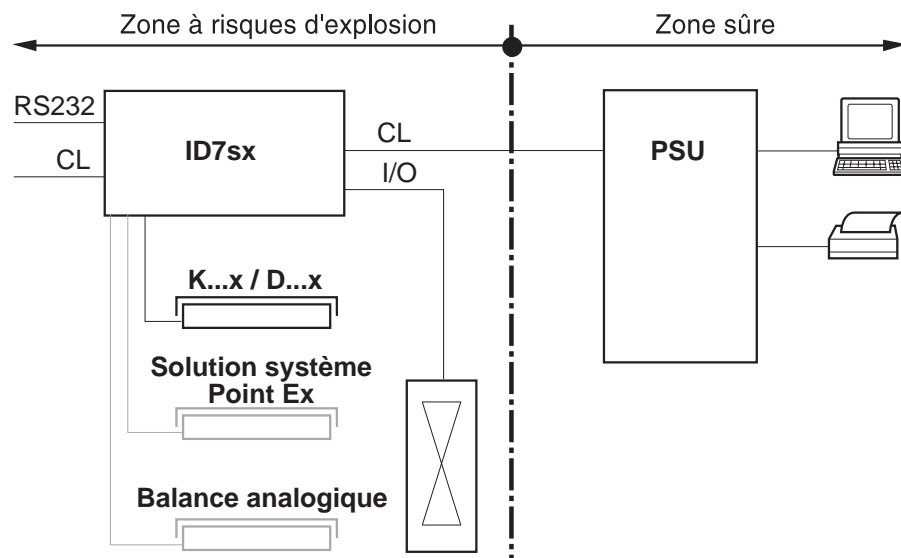 Zone à risques d'explosion
Zone sûre
RS232
CL
ID7sx
CL
I/O
PSU
K...x / D...x
Solution système
Point Ex
Balance analogique